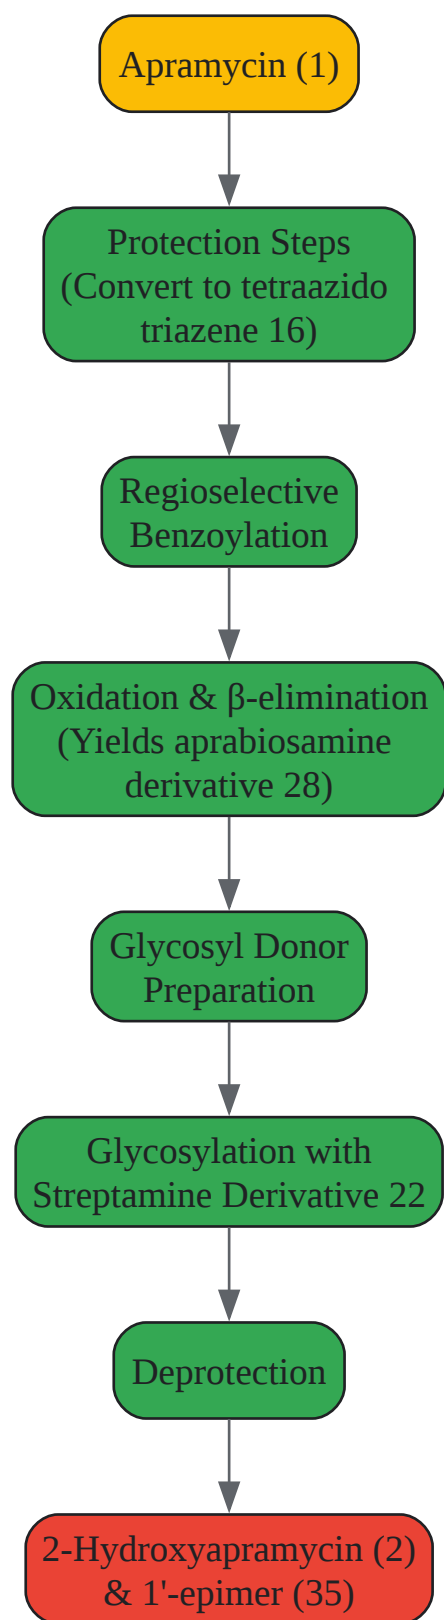 Apramycin (1)
Protection Steps
(Convert to tetraazido
triazene 16)
Regioselective
Benzoylation
Oxidation & β-elimination
(Yields aprabiosamine
derivative 28)
Glycosyl Donor
Preparation
Glycosylation with
Streptamine Derivative 22
Deprotection
2-Hydroxyapramycin (2)
& 1'-epimer (35)